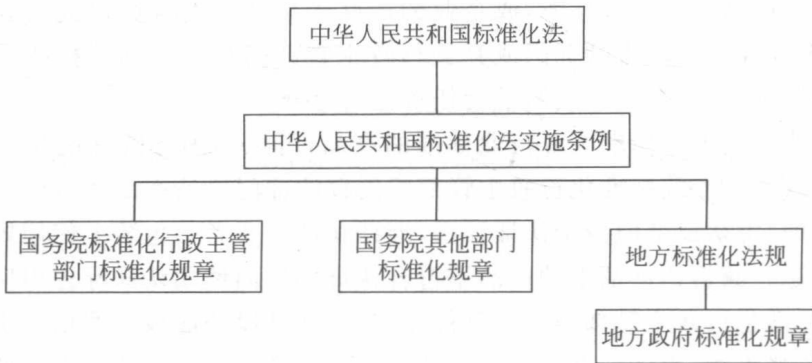 中华人民共和国标准化法
中华人民共和国标准化法实施条例
国务院标准化行政主管
部门标准化规章
国务院其他部门
标准化规章
地方标准化法规
地方政府标准化规章